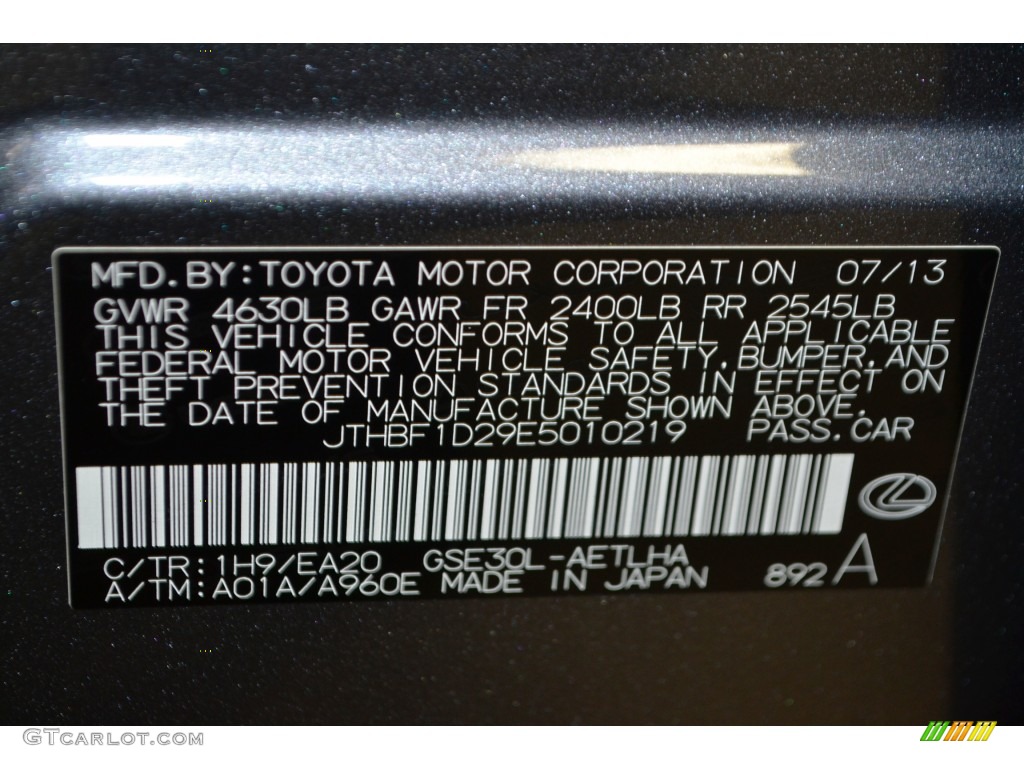 MFD. BY: TOYOTA MOTOR CORPORATION 07/13
GVWR 4630LB GAWR FR 2400LB RR 2545LB
THIS VEHICLE CONFORMS TO ALL APPLICABLE
FEDERAL MOTOR VEHICLE SAFETY, BUMPER, AND
THEFT PREVENTION STANDARDS IN EFFECT ON
THE DATE OF MANUFACTURE SHOWN ABOVE.
JTHBF1D29E5010219 PASS. CAR
C/TR: 1H9/EA20 GSE30L-AETLHA
A/TM: A01A/A960E MADE IN JAPAN 892 A
GTCARLOT.COM